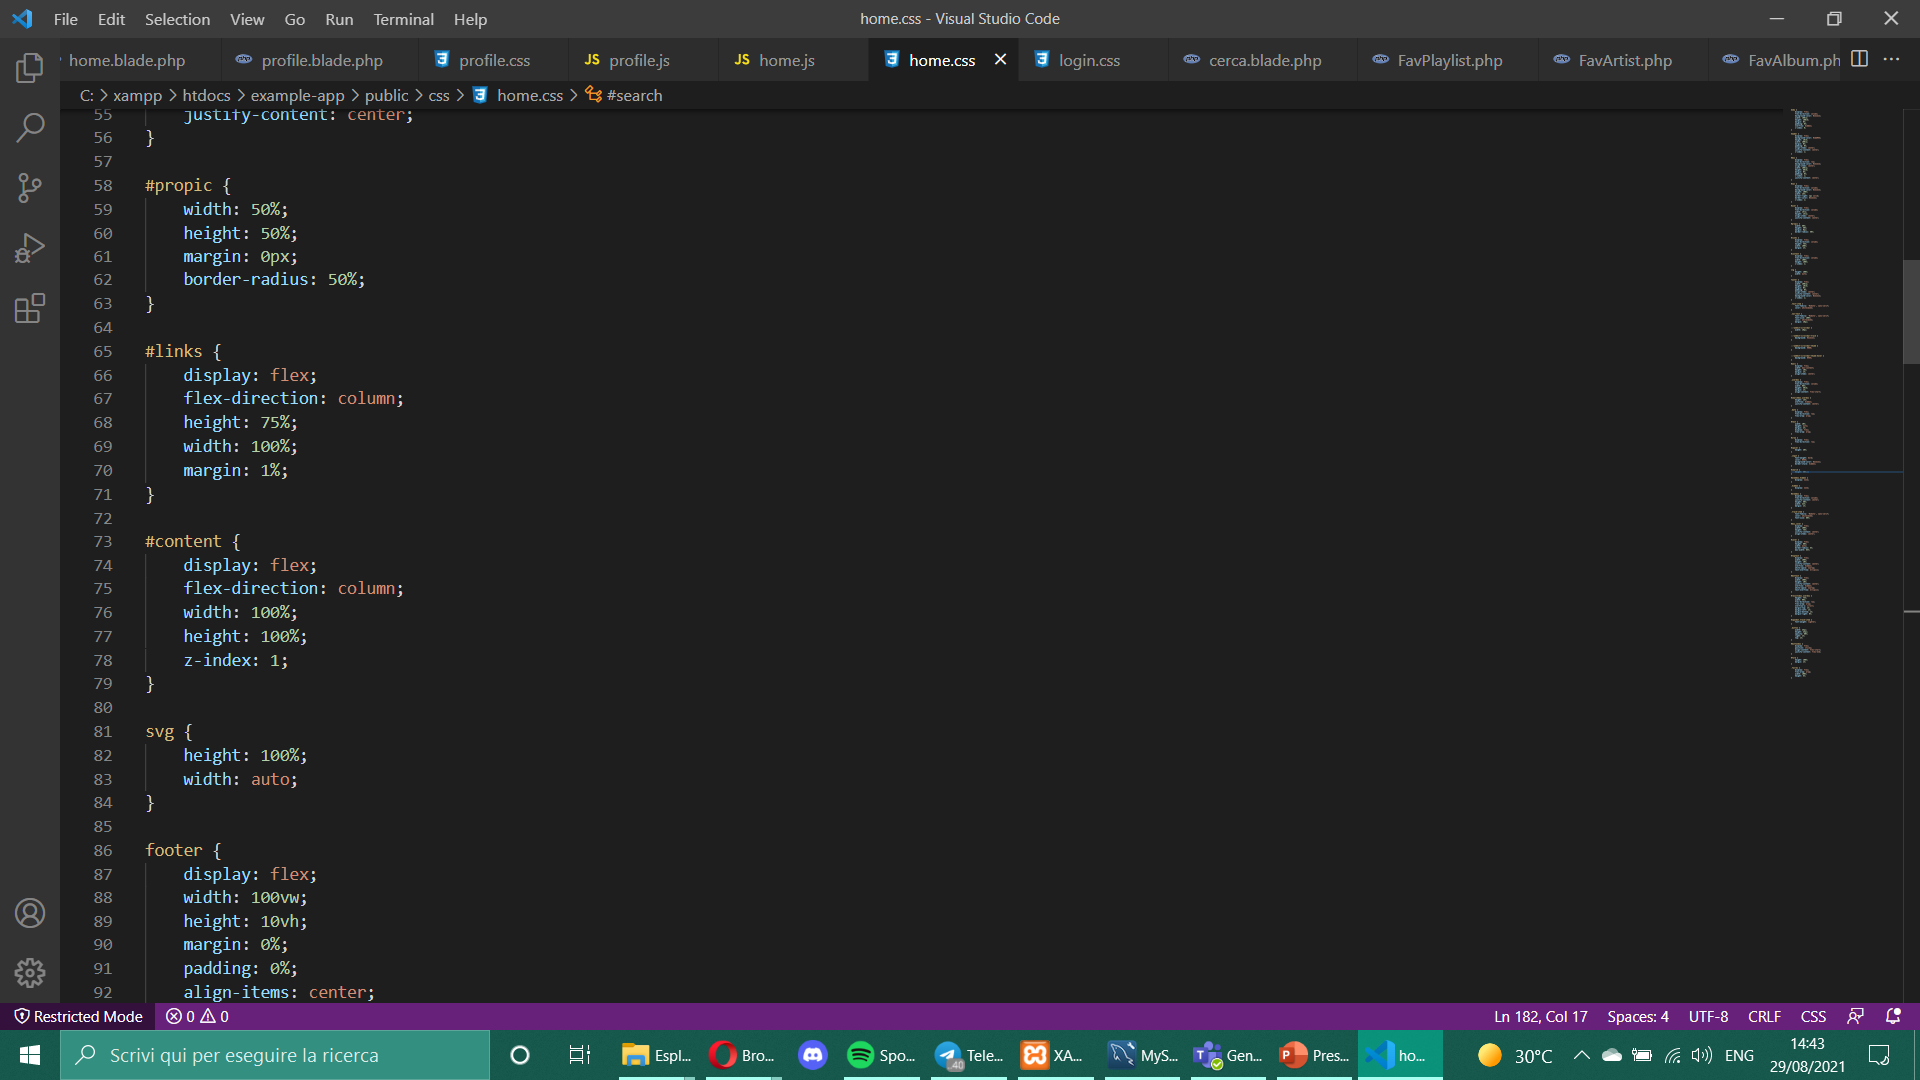 File Edit Selection View Go Run Terminal Help
home.css - Visual Studio Code
home.blade.php profile.blade.php profile.css JS profile.js JS home.js home.css login.css cerca.blade.php FavPlaylist.php FavArtist.php FavAlbum.ph
C: > xampp > htdocs > example-app > public > css > home.css > #search
55 justify-content: center;
56 }
57
58 #propic {
59 width: 50%;
60 height: 50%;
61 margin: 0px;
62 border-radius: 50%;
63 }
64
65 #links {
66 display: flex;
67 flex-direction: column;
68 height: 75%;
69 width: 100%;
70 margin: 1%;
71 }
72
73 #content {
74 display: flex;
75 flex-direction: column;
76 width: 100%;
77 height: 100%;
78 z-index: 1;
79 }
80
81 svg {
82 height: 100%;
83 width: auto;
84 }
85
86 footer {
87 display: flex;
88 width: 100vw;
89 height: 10vh;
90 margin: 0%;
91 padding: 0%;
92 align-items: center;
Restricted Mode 0 0 Ln 182, Col 17 Spaces: 4 UTF-8 CRLF CSS
Scrivi qui per eseguire la ricerca Espl... Bro... Spo... 40 Tele... XA... MyS... Gen... Pres... ho... 30°C ENG 14:43
29/08/2021